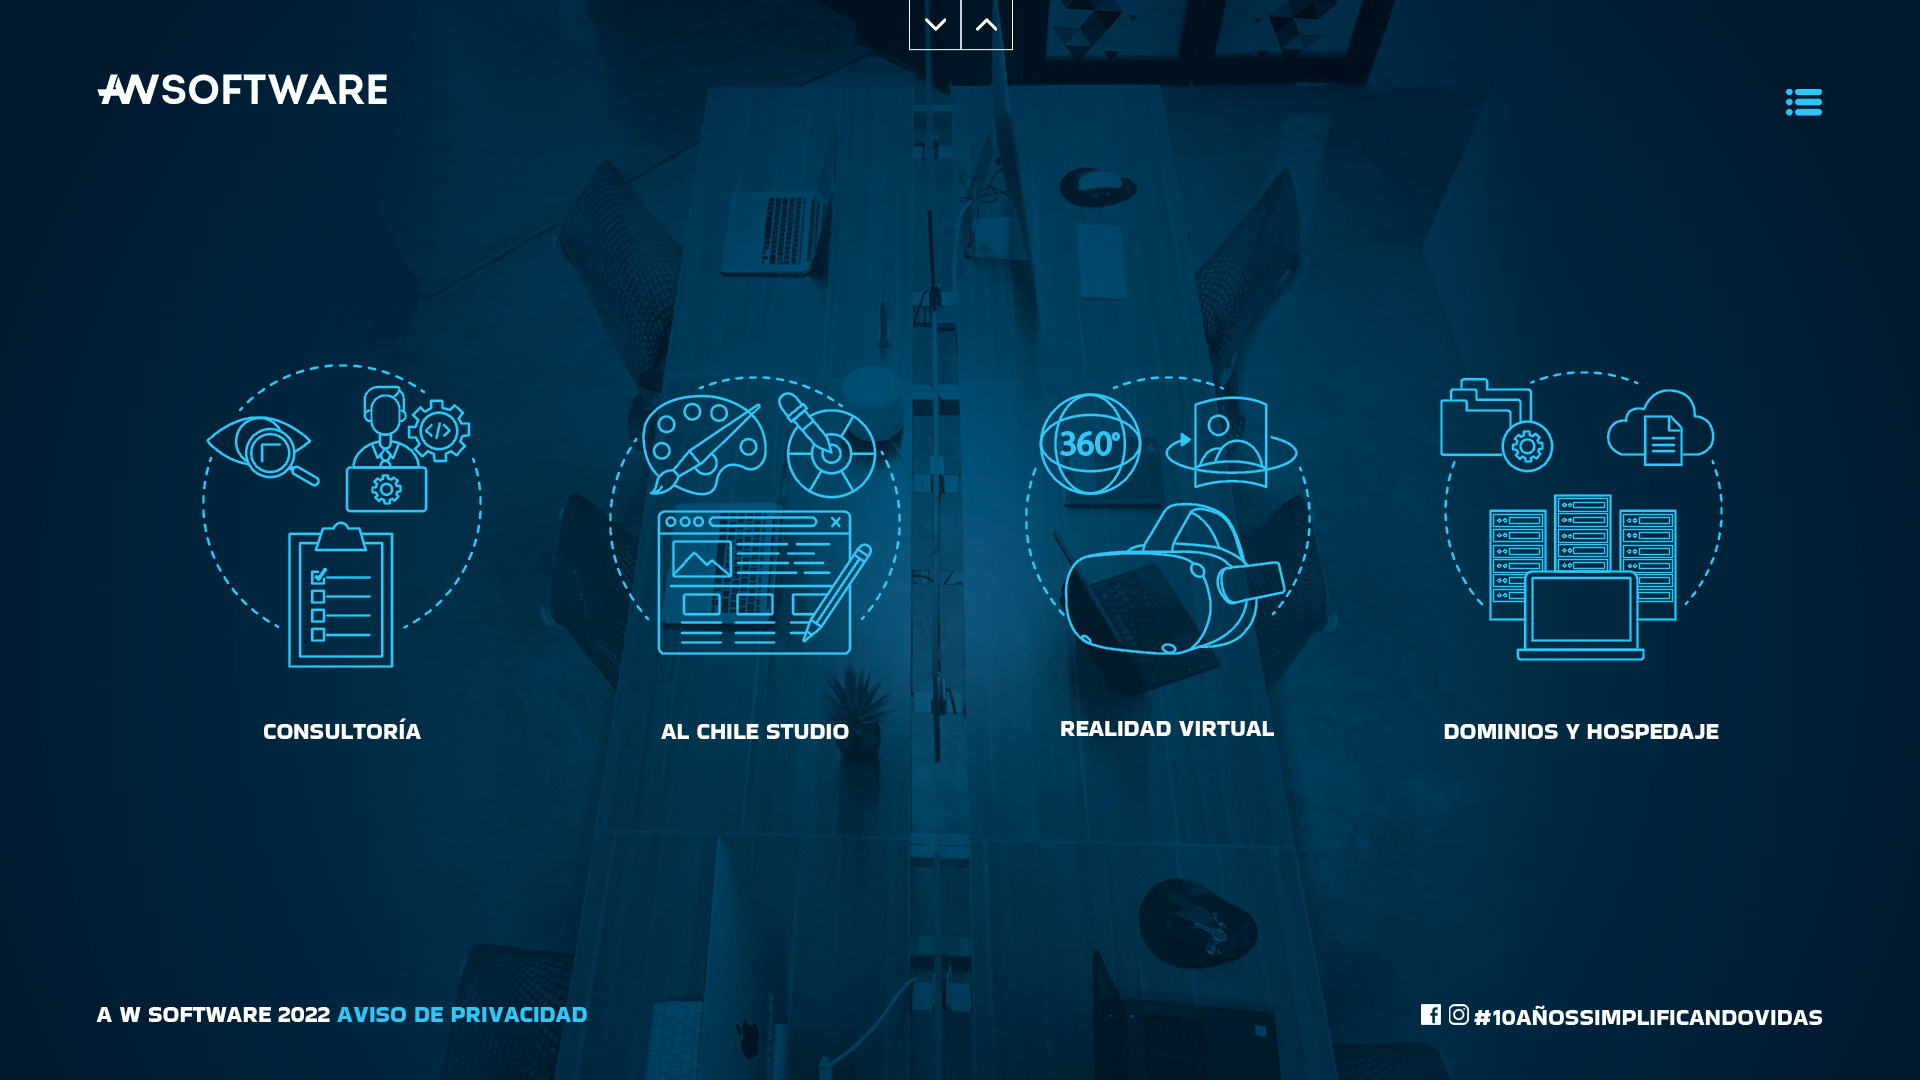 AWSOFTWARE
360°
</>
CONSULTORÍA
AL CHILE STUDIO
REALIDAD VIRTUAL
DOMINIOS Y HOSPEDAJE
A W SOFTWARE 2022 AVISO DE PRIVACIDAD
#10AÑOSSIMPLIFICANDOVIDAS